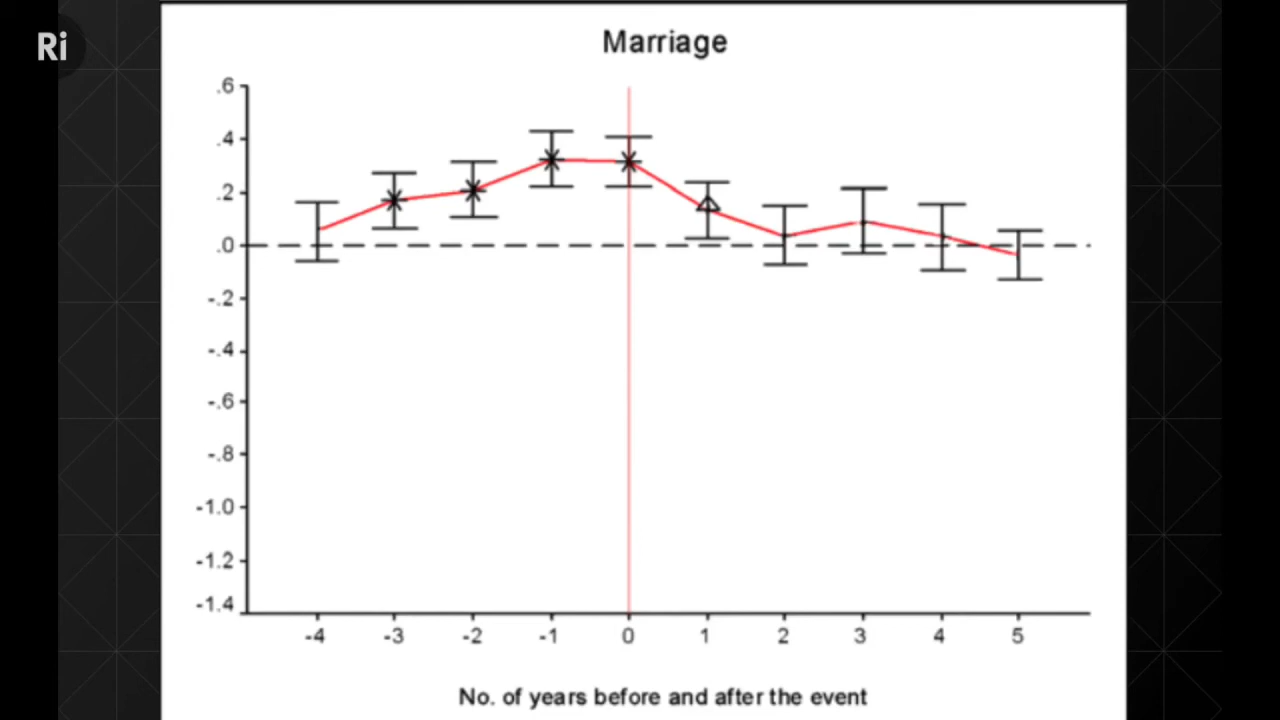 Ri
Marriage
.6
.4
.2
.0
-.2
-.4
-.6
-.8
-1.0
-1.2
-1.4
-4 -3 -2 -1 0 1 2 3 4 5
No. of years before and after the event